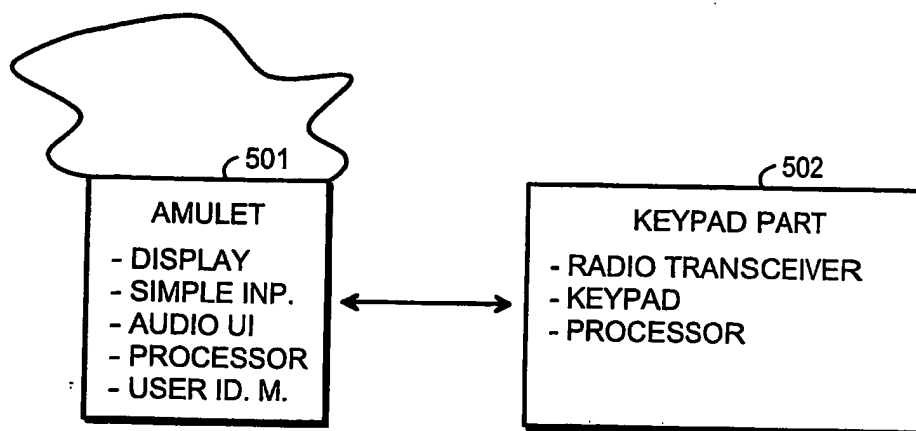 501
AMULET
- DISPLAY
- SIMPLE INP.
- AUDIO UI
- PROCESSOR
- USER ID. M.
502
KEYPAD PART
- RADIO TRANSCEIVER
- KEYPAD
- PROCESSOR